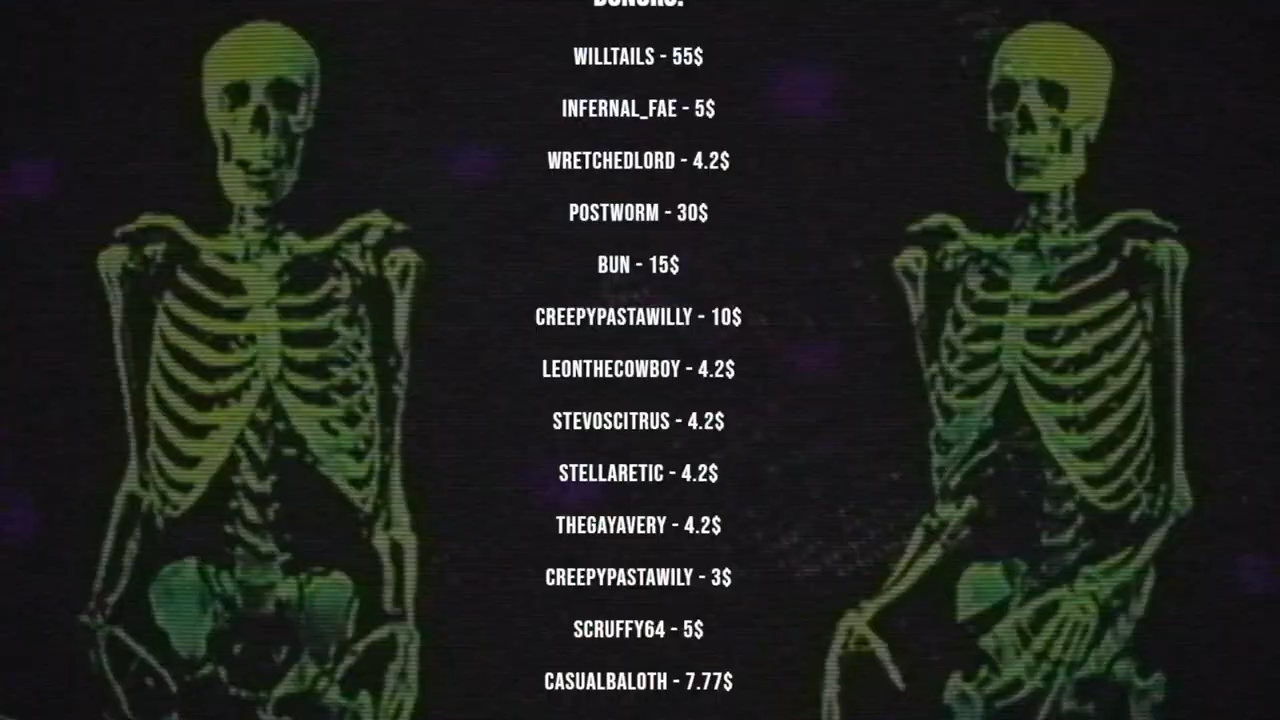 DONORS:
WILLTAILS - 55$
INFERNAL_FAE - 5$
WRETCHEDLORD - 4.2$
POSTWORM - 30$
BUN - 15$
CREEPYPASTAWILLY - 10$
LEONTHECOWBOY - 4.2$
STEVOSCITRUS - 4.2$
STELLARETIC - 4.2$
THEGAYAVERY - 4.2$
CREEPYPASTAWILY - 3$
SCRUFFY64 - 5$
CASUALBALOTH - 7.77$